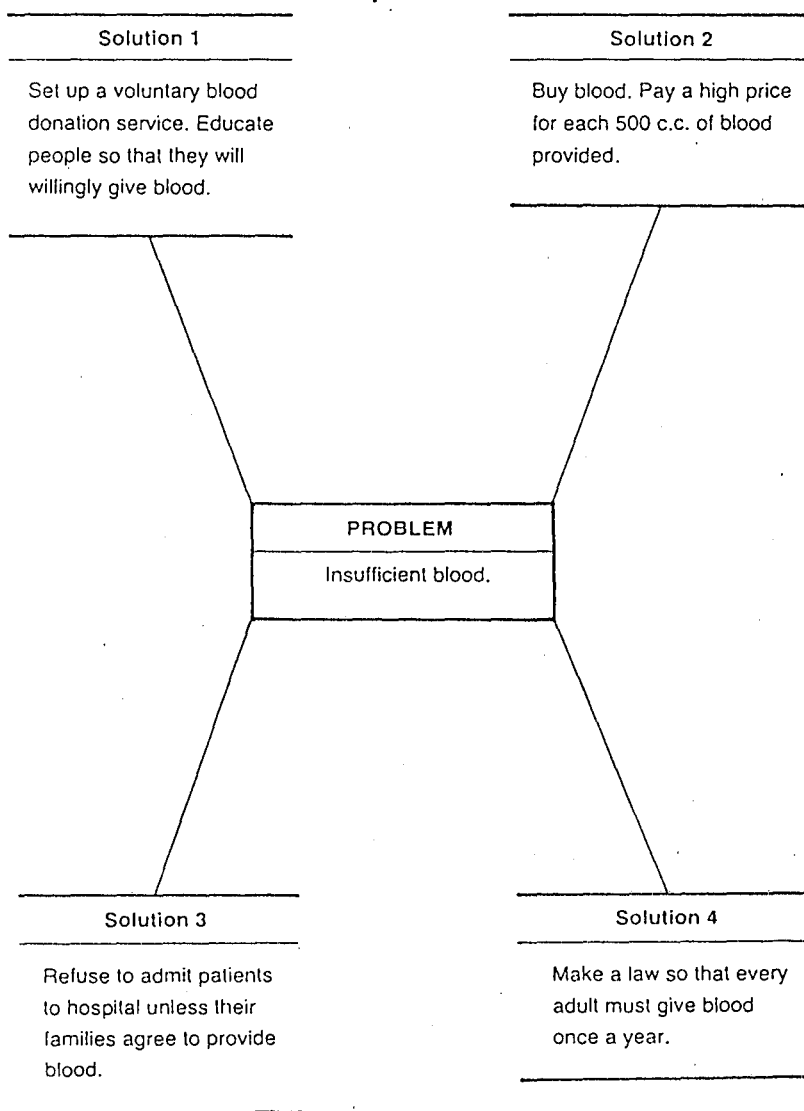 Solution 1
Set up a voluntary blood
donation service. Educate
people so that they will
willingly give blood.
Solution 2
Buy blood. Pay a high price
for each 500 c.c. of blood
provided.
PROBLEM
Insufficient blood.
Solution 3
Refuse to admit patients
to hospital unless their
families agree to provide
blood.
Solution 4
Make a law so that every
adult must give blood
once a year.